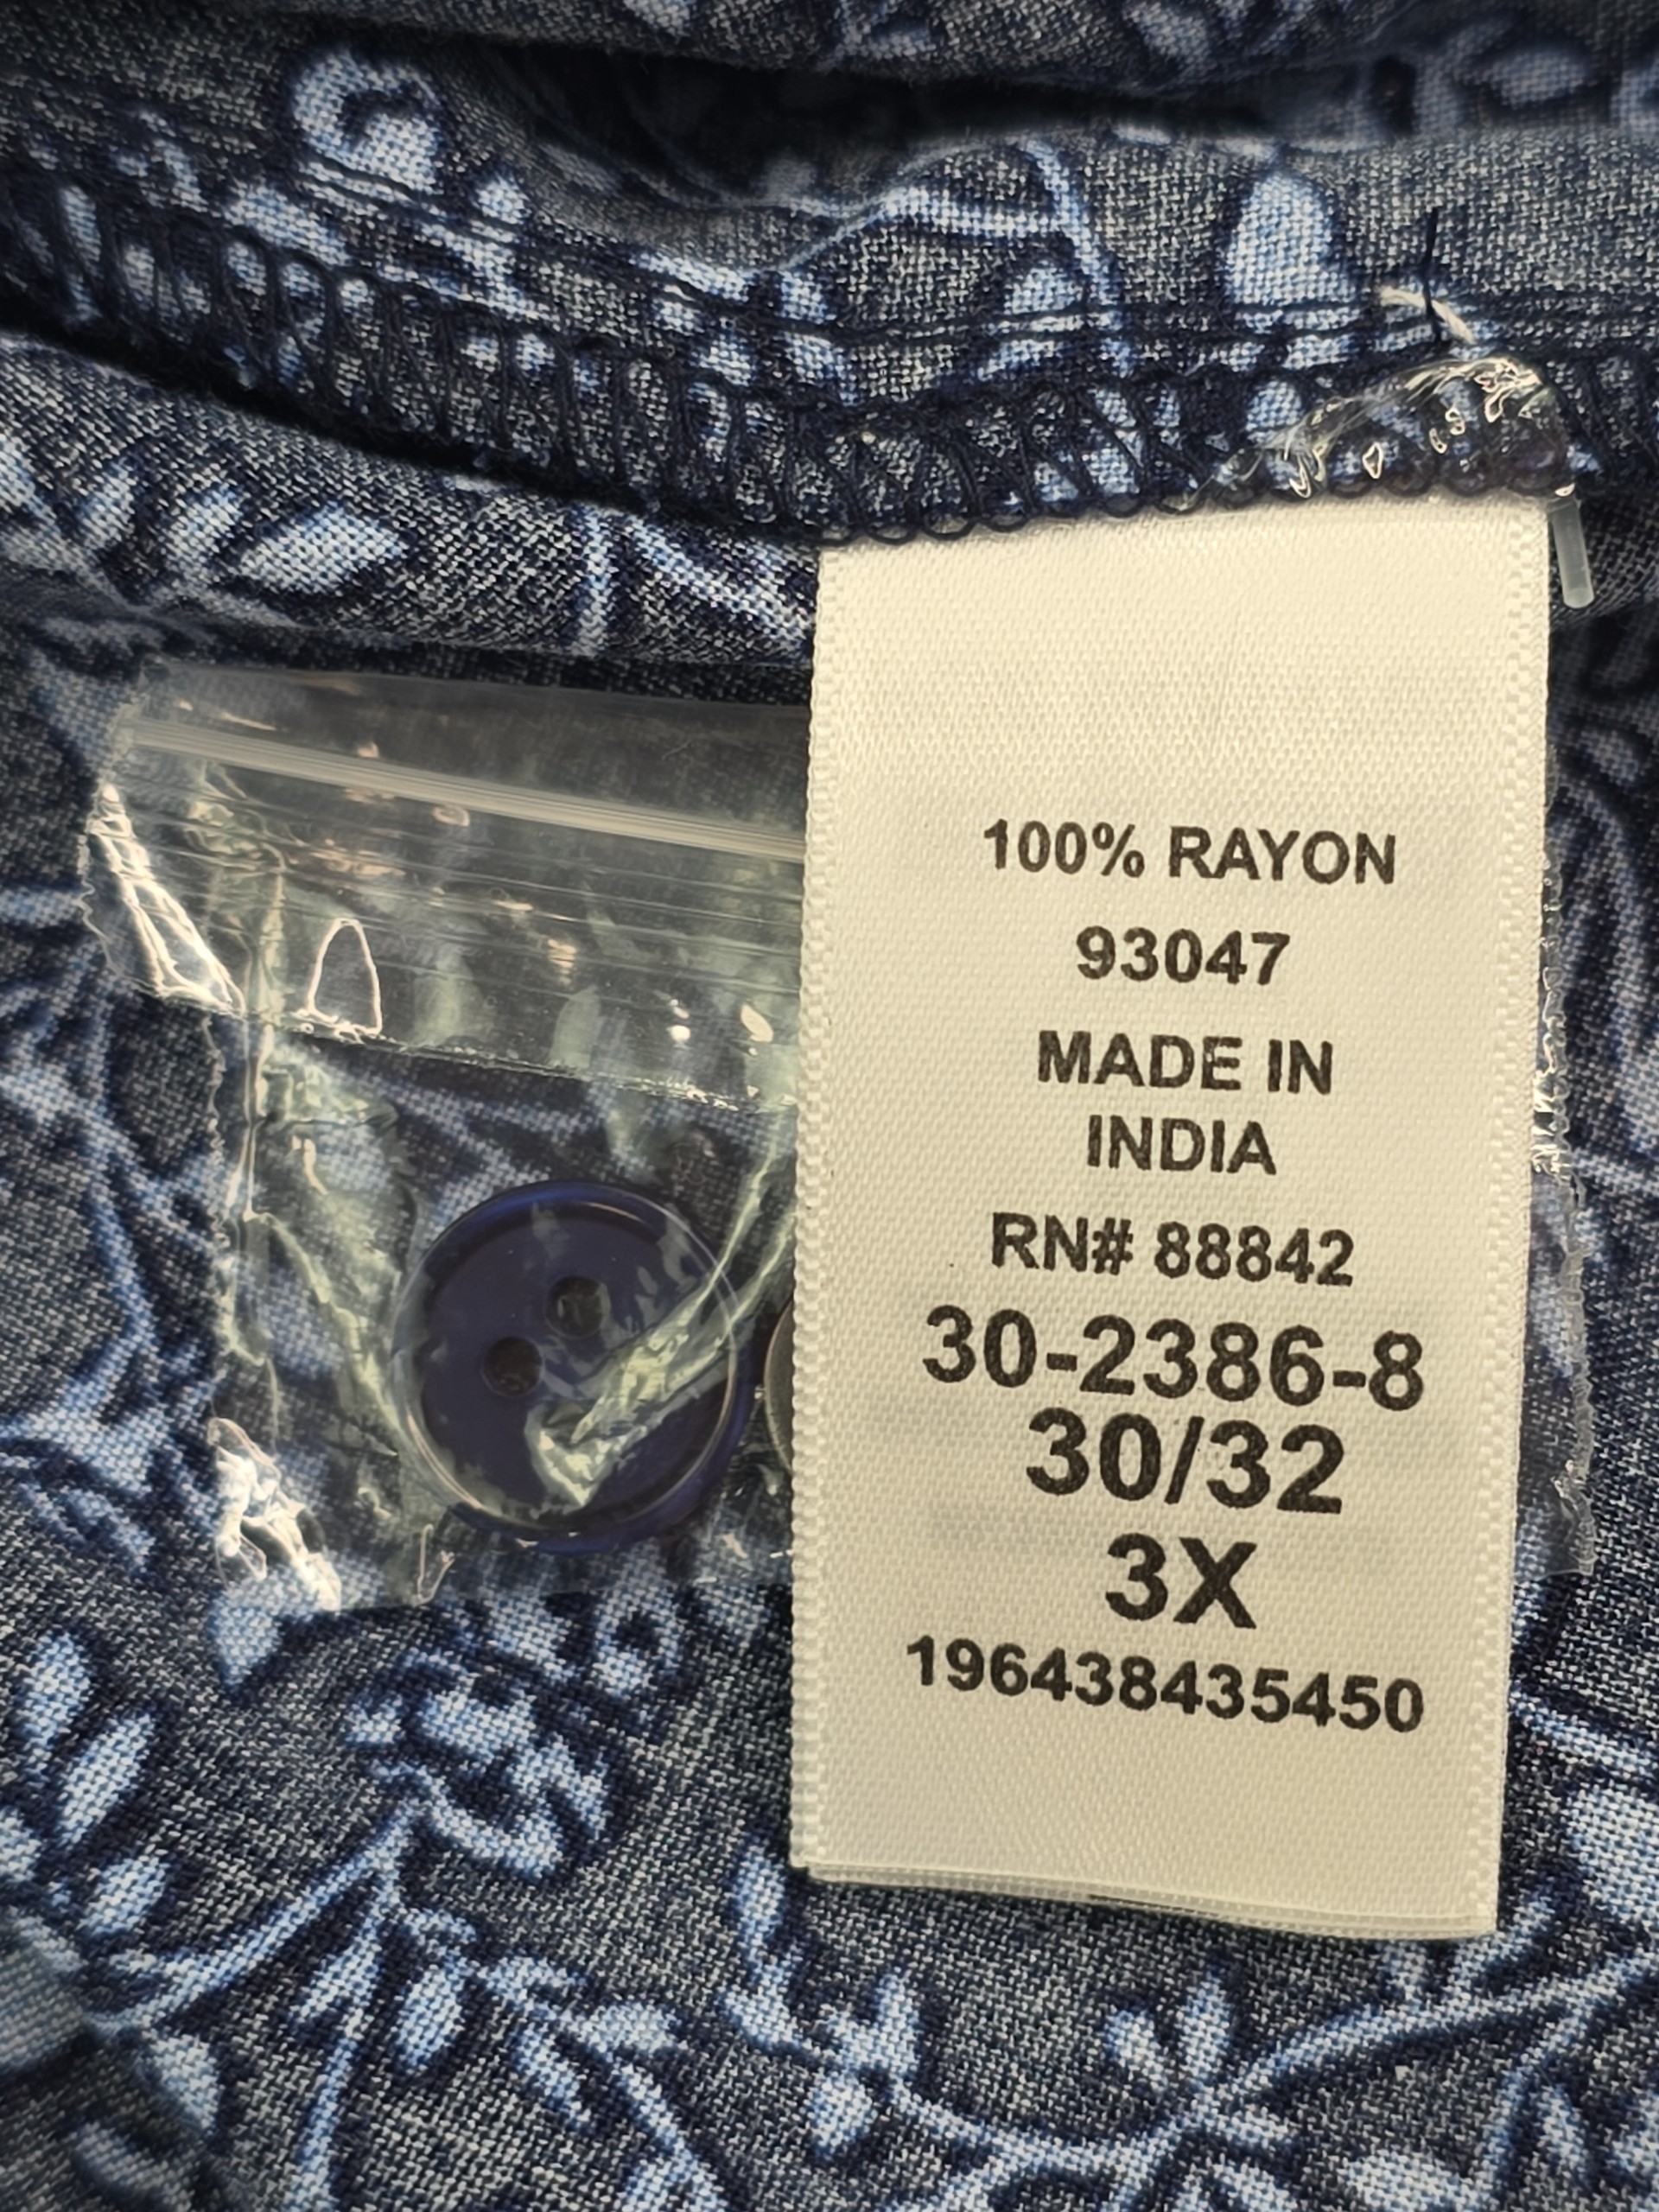 100% RAYON
93047
MADE IN
INDIA
RN# 88842
30-2386-8
30/32
3X
196438435450